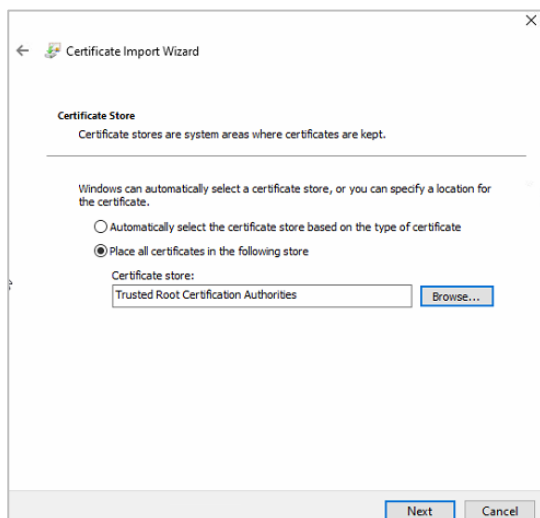 Certificate Import Wizard
Certificate Store
Certificate stores are system areas where certificates are kept.
Windows can automatically select a certificate store, or you can specify a location for
the certificate.
Automatically select the certificate store based on the type of certificate
Place all certificates in the following store
Certificate store:
Trusted Root Certification Authorities
Browse...
Next
Cancel